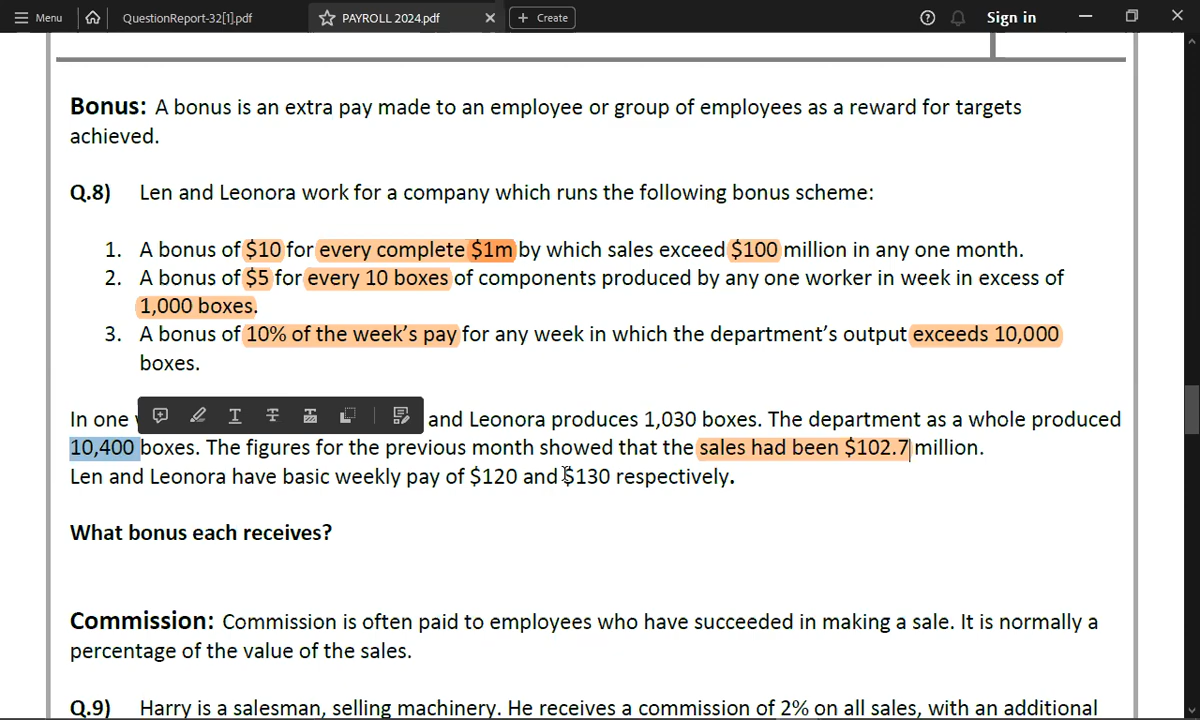 Menu QuestionReport-32[1].pdf PAYROLL 2024.pdf + Create Sign in
Bonus: A bonus is an extra pay made to an employee or group of employees as a reward for targets
achieved.
Q.8) Len and Leonora work for a company which runs the following bonus scheme:
1. A bonus of $10 for every complete $1m by which sales exceed $100 million in any one month.
2. A bonus of $5 for every 10 boxes of components produced by any one worker in week in excess of
1,000 boxes.
3. A bonus of 10% of the week's pay for any week in which the department's output exceeds 10,000
boxes.
In one and Leonora produces 1,030 boxes. The department as a whole produced
10,400 boxes. The figures for the previous month showed that the sales had been $102.7 million.
Len and Leonora have basic weekly pay of $120 and $130 respectively.
What bonus each receives?
Commission: Commission is often paid to employees who have succeeded in making a sale. It is normally a
percentage of the value of the sales.
Q.9) Harry is a salesman, selling machinery. He receives a commission of 2% on all sales, with an additional